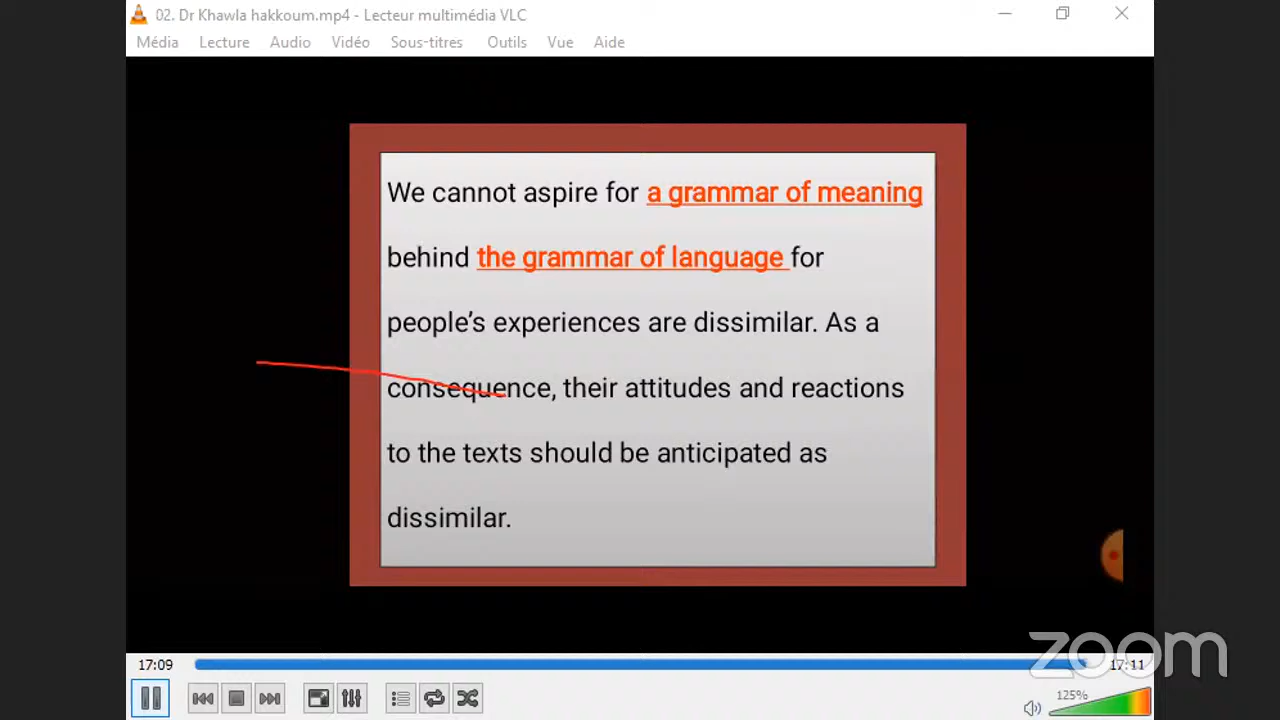 02. Dr Khawla hakkoum.mp4 - Lecteur multimédia VLC
Média Lecture Audio Vidéo Sous-titres Outils Vue Aide
We cannot aspire for a grammar of meaning
behind the grammar of language for
people’s experiences are dissimilar. As a
consequence, their attitudes and reactions
to the texts should be anticipated as
dissimilar.
zoom
17:09 17:11
125%